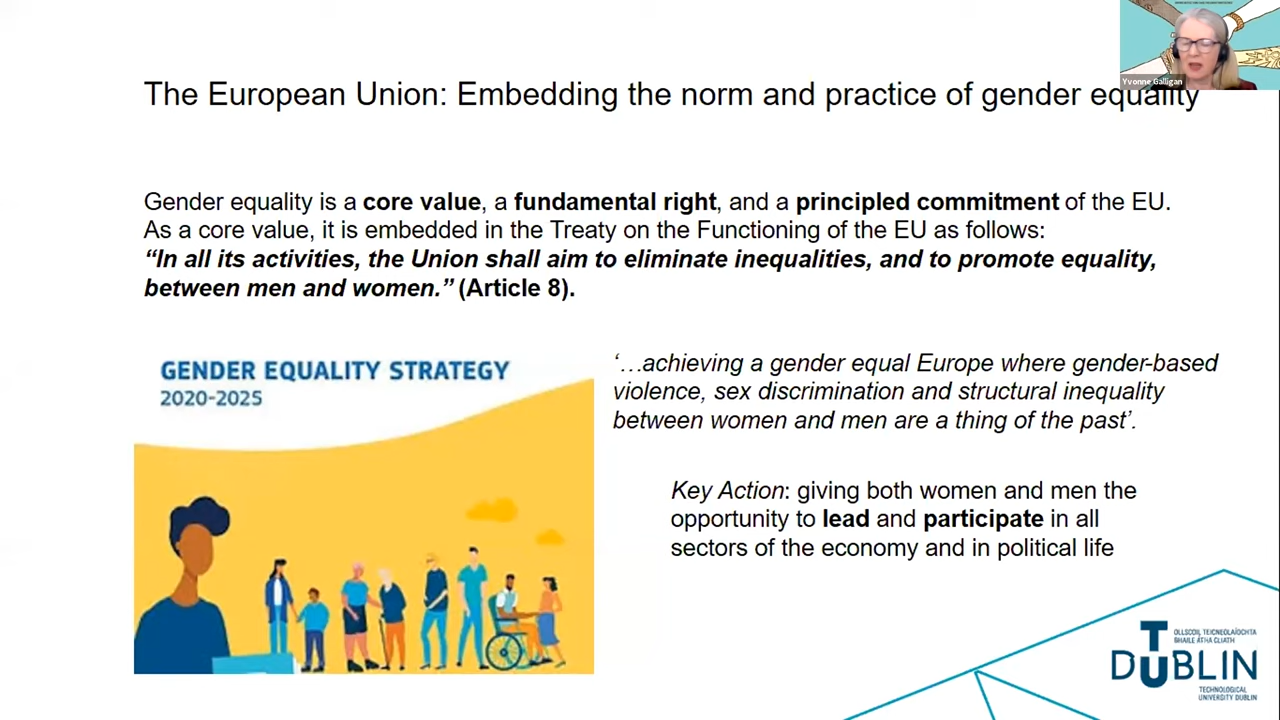 Yvonne Galligan
The European Union: Embedding the norm and practice of gender equality
Gender equality is a core value, a fundamental right, and a principled commitment of the EU.
As a core value, it is embedded in the Treaty on the Functioning of the EU as follows:
“In all its activities, the Union shall aim to eliminate inequalities, and to promote equality,
between men and women.” (Article 8).
GENDER EQUALITY STRATEGY
2020-2025
‘…achieving a gender equal Europe where gender-based
violence, sex discrimination and structural inequality
between women and men are a thing of the past’.
Key Action: giving both women and men the
opportunity to lead and participate in all
sectors of the economy and in political life
OLLSCOIL TEICNEOLAÍOCHTA
BHAILE ÁTHA CLIATH
TU DUBLIN
TECHNOLOGICAL
UNIVERSITY DUBLIN